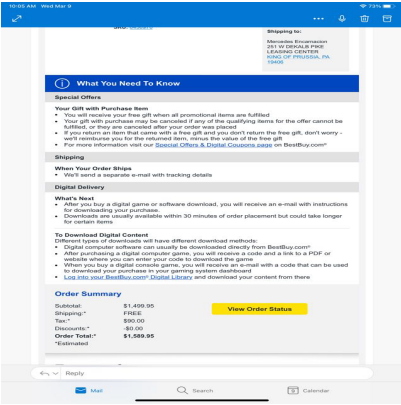 10:05 AM Wed Mar 9
73%
Shipping to:
Mercedes Encarnacion
251 W DEKALB PIKE
LEASING CENTER
KING OF PRUSSIA, PA
19406
What You Need To Know
Special Offers
Your Gift with Purchase Item
• You will receive your free gift when all promotional items are fulfilled
• Your gift with purchase may be canceled if any of the qualifying items for the offer cannot be
fulfilled, or they are canceled after your order was placed
• If you return an item that came with a free gift and you don't return the free gift, don't worry -
we'll reimburse you for the returned item, minus the value of the free gift
• For more information visit our Special Offers & Digital Coupons page on BestBuy.com®
Shipping
When Your Order Ships
• We'll send a separate e-mail with tracking details
Digital Delivery
What's Next
• After you buy a digital game or software download, you will receive an e-mail with instructions
for downloading your purchase.
• Downloads are usually available within 30 minutes of order placement but could take longer
for certain items
To Download Digital Content
Different types of downloads will have different download methods:
• Digital computer software can usually be downloaded directly from BestBuy.com®
• After purchasing a digital computer game, you will receive a code and a link to a PDF or
website where you can enter your code to download the game
• When you buy a digital console game, you will receive an e-mail with a code that can be used
to download your purchase in your gaming system dashboard
• Log into your BestBuy.com® Digital Library and download your content from there
Order Summary
Subtotal: $1,499.95
Shipping:* FREE
Tax:* $90.00
Discounts:* -$0.00
Order Total:* $1,589.95
*Estimated
View Order Status
Reply
Mail
Search
Calendar